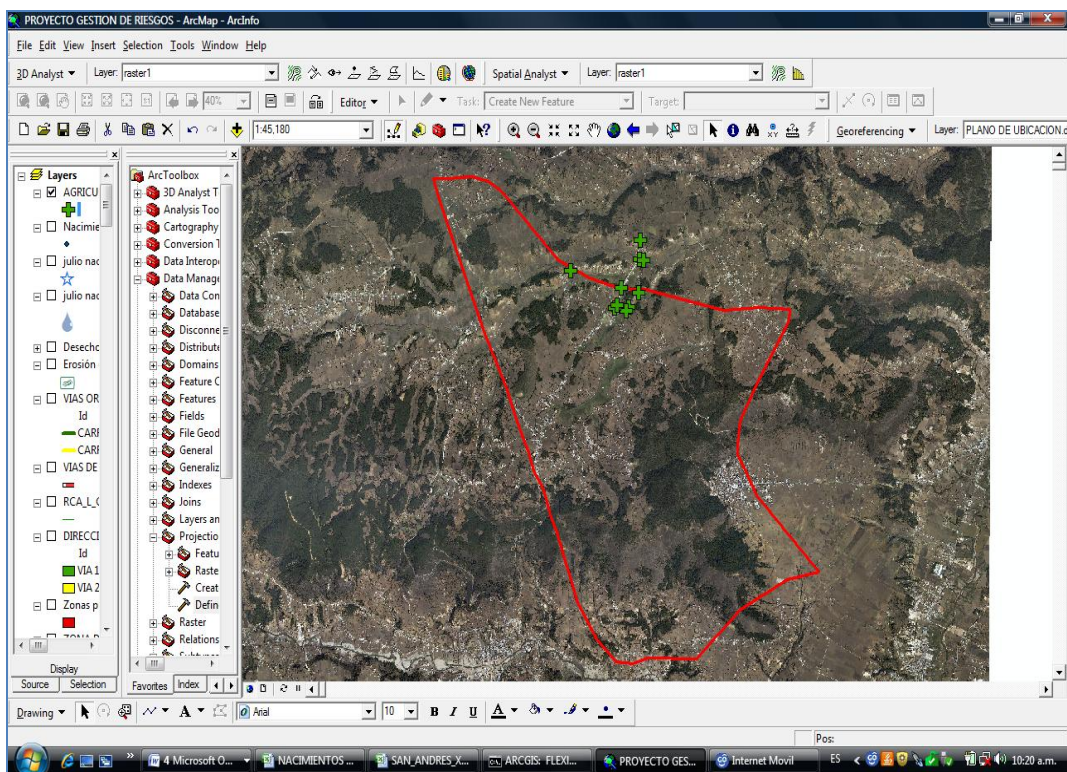 PROYECTO GESTION DE RIESGOS - ArcMap - ArcInfo
File Edit View Insert Selection Tools Window Help
3D Analyst Layer: raster1 Spatial Analyst Layer: raster1
40% Editor Task: Create New Feature Target:
1:45,180 Georeferencing Layer: PLANO DE UBICACION.
Layers
AGRICU
Nacimie
julio nac
julio nac
Desecho
Erosión
VIAS OR
Id
CARF
CARF
VIAS DE
RCA_L_
DIRECCI
Id
VIA 1
VIA 2
Zonas p
Display
Source Selection
ArcToolbox
3D Analyst T
Analysis Too
Cartography
Conversion T
Data Interop
Data Manage
Data Con
Database
Disconne
Distribute
Domains
Feature C
Features
Fields
File Geod
General
Generaliz
Indexes
Joins
Layers an
Projectio
Featu
Raste
Creat
Defin
Raster
Relations
Favorites Index
Drawing A Arial 10 B I U A
Pos:
4 Microsoft O... NACIMIENTOS ... SAN_ANDRES_X... ARCGIS: FLEXI... PROYECTO GES... Internet Movil ES 10:20 a.m.